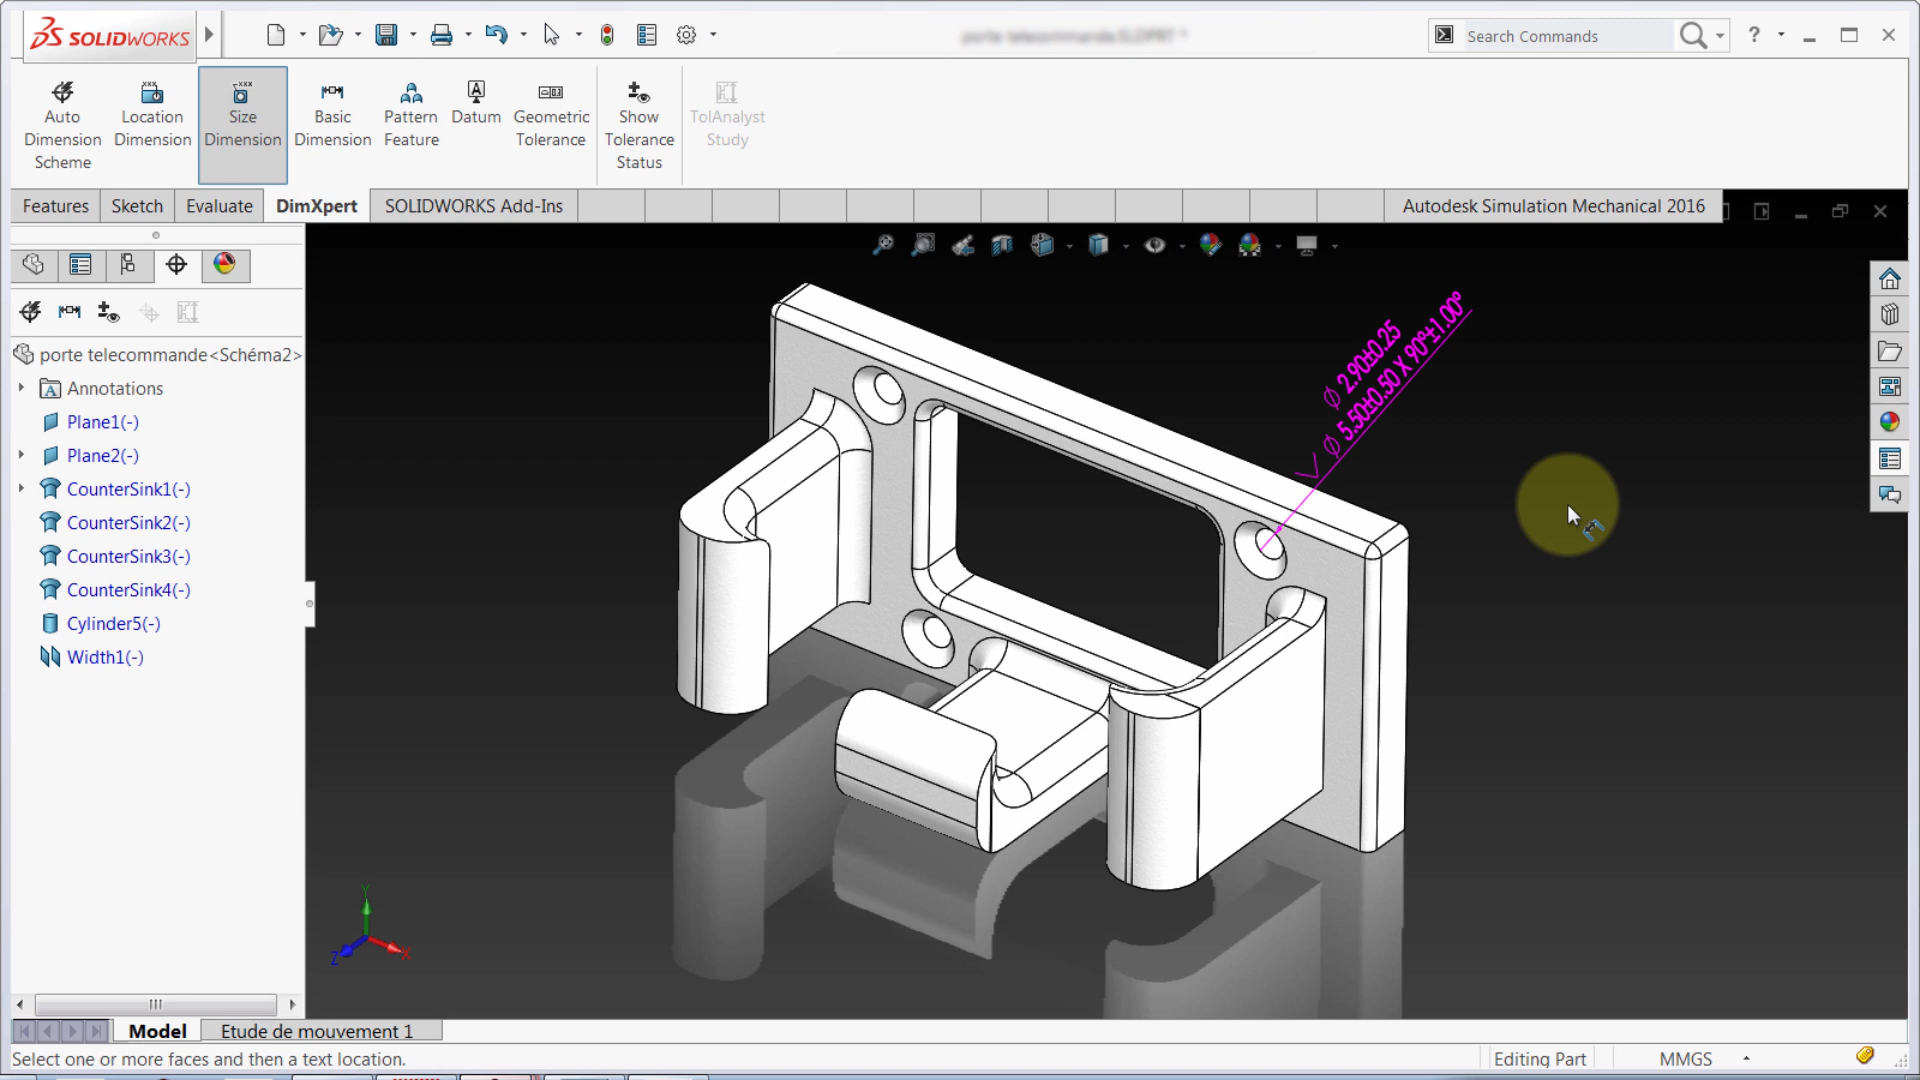 SOLIDWORKS
porte telecommande.SLDPRT *
Search Commands
?
Auto Dimension Scheme
Location Dimension
Size Dimension
Basic Dimension
Pattern Feature
Datum
Geometric Tolerance
Show Tolerance Status
TolAnalyst Study
Features
Sketch
Evaluate
DimXpert
SOLIDWORKS Add-Ins
Autodesk Simulation Mechanical 2016
porte telecommande<Schéma2>
Annotations
Plane1(-)
Plane2(-)
CounterSink1(-)
CounterSink2(-)
CounterSink3(-)
CounterSink4(-)
Cylinder5(-)
Width1(-)
∅ 2.90±0.25
⌵ ∅ 5.50±0.50 X 90°±1.00°
Y
Z
X
Model
Etude de mouvement 1
Select one or more faces and then a text location.
Editing Part
MMGS